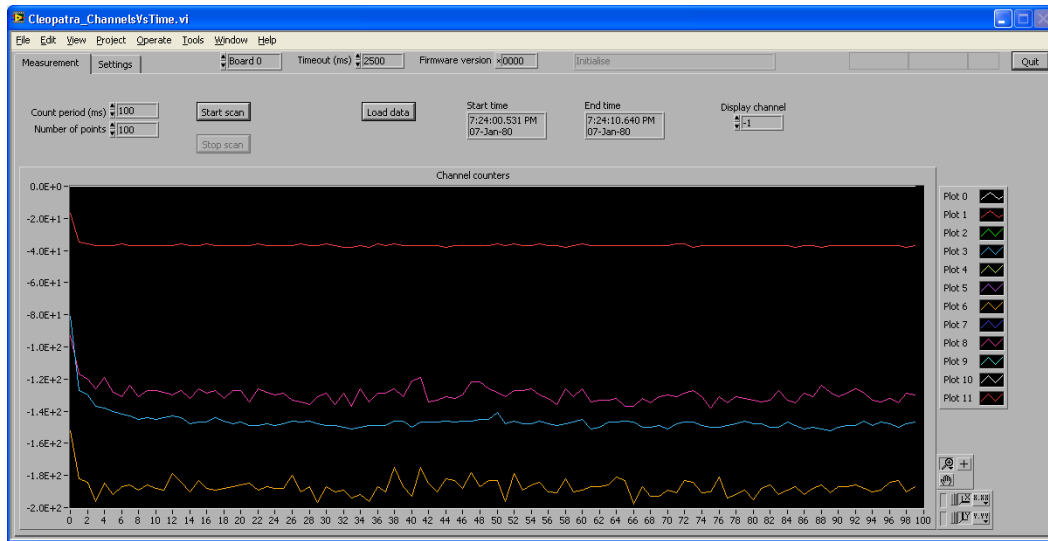 Cleopatra_ChannelsVsTime.vi
File Edit View Project Operate Tools Window Help
Measurement Settings Board 0 Timeout (ms) 2500 Firmware version x0000 Initialise Quit
Count period (ms) 100 Start scan Load data Start time End time Display channel
7:24:00.531 PM 7:24:10.640 PM -1
Number of points 100 07-Jan-80 07-Jan-80
Stop scan
Channel counters
0.0E+0
-2.0E+1
-4.0E+1
-6.0E+1
-8.0E+1
-1.0E+2
-1.2E+2
-1.4E+2
-1.6E+2
-1.8E+2
-2.0E+2
0 2 4 6 8 10 12 14 16 18 20 22 24 26 28 30 32 34 36 38 40 42 44 46 48 50 52 54 56 58 60 62 64 66 68 70 72 74 76 78 80 82 84 86 88 90 92 94 96 98 100
Plot 0
Plot 1
Plot 2
Plot 3
Plot 4
Plot 5
Plot 6
Plot 7
Plot 8
Plot 9
Plot 10
Plot 11
X X.XX
Y Y.YY